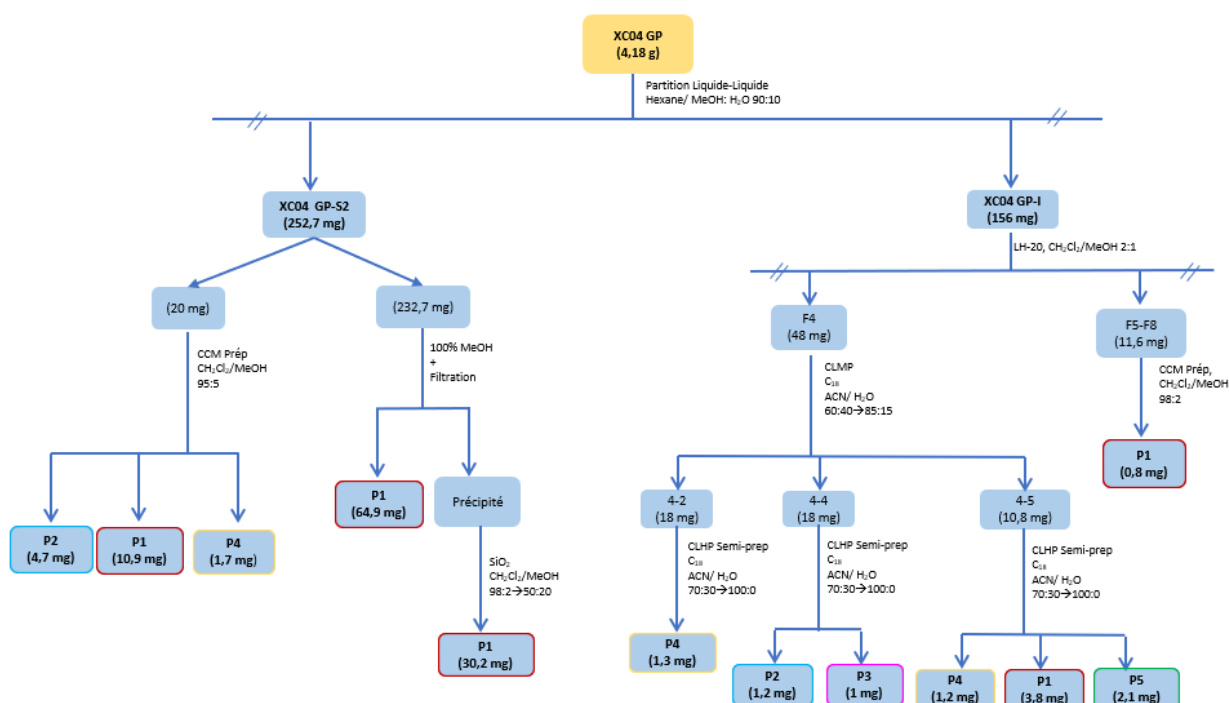 XC04 GP
(4,18 g)
Partition Liquide-Liquide
Hexane/ MeOH: H₂O 90:10
XC04 GP-S2
(252,7 mg)
XC04 GP-I
(156 mg)
LH-20, CH₂Cl₂/MeOH 2:1
(20 mg)
(232,7 mg)
F4
(48 mg)
F5-F8
(11,6 mg)
CCM Prép
CH₂Cl₂/MeOH
95:5
100% MeOH
+
Filtration
CLMP
C₁₈
ACN/ H₂O
60:40→85:15
CCM Prép,
CH₂Cl₂/MeOH
98:2
P1
(0,8 mg)
P1
(64,9 mg)
Précipité
4-2
(18 mg)
4-4
(18 mg)
4-5
(10,8 mg)
P2
(4,7 mg)
P1
(10,9 mg)
P4
(1,7 mg)
SiO₂
CH₂Cl₂/MeOH
98:2→50:20
CLHP Semi-prep
C₁₈
ACN/ H₂O
70:30→100:0
CLHP Semi-prep
C₁₈
ACN/ H₂O
70:30→100:0
CLHP Semi-prep
C₁₈
ACN/ H₂O
70:30→100:0
P1
(30,2 mg)
P4
(1,3 mg)
P2
(1,2 mg)
P3
(1 mg)
P4
(1,2 mg)
P1
(3,8 mg)
P5
(2,1 mg)